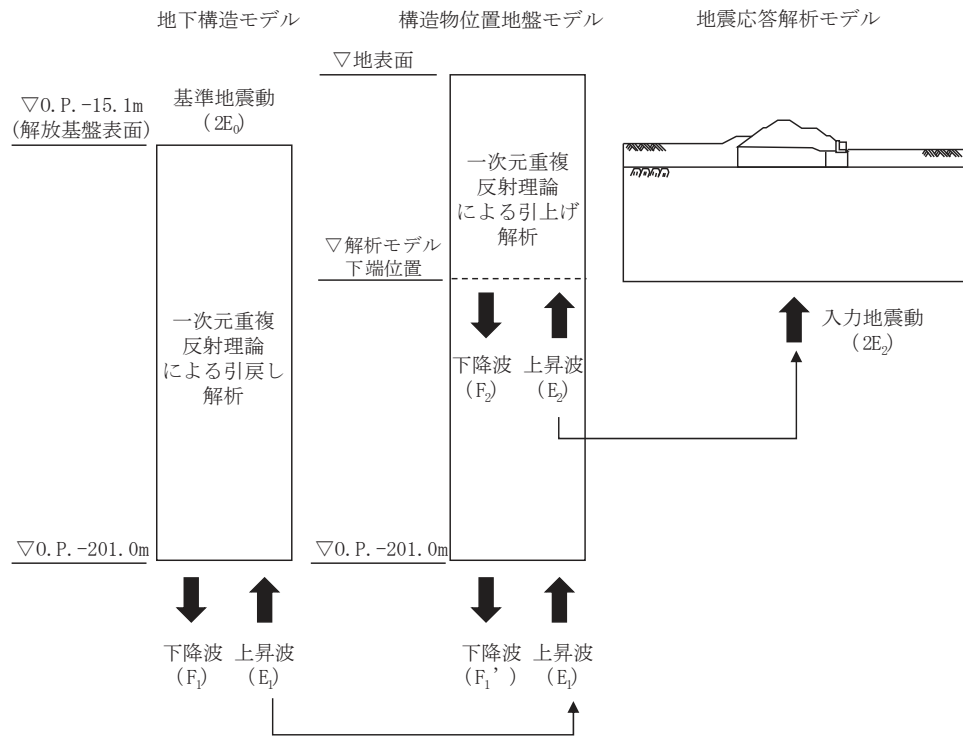 地下構造モデル
▽O.P.-15.1m
(解放基盤表面)
基準地震動
(2E₀)
一次元重複
反射理論
による引戻し
解析
▽O.P.-201.0m
下降波
(F₁)
上昇波
(E₁)
構造物位置地盤モデル
▽地表面
一次元重複
反射理論
による引上げ
解析
▽解析モデル
下端位置
下降波
(F₂)
上昇波
(E₂)
▽O.P.-201.0m
下降波
(F₁’)
上昇波
(E₁)
地震応答解析モデル
入力地震動
(2E₂)